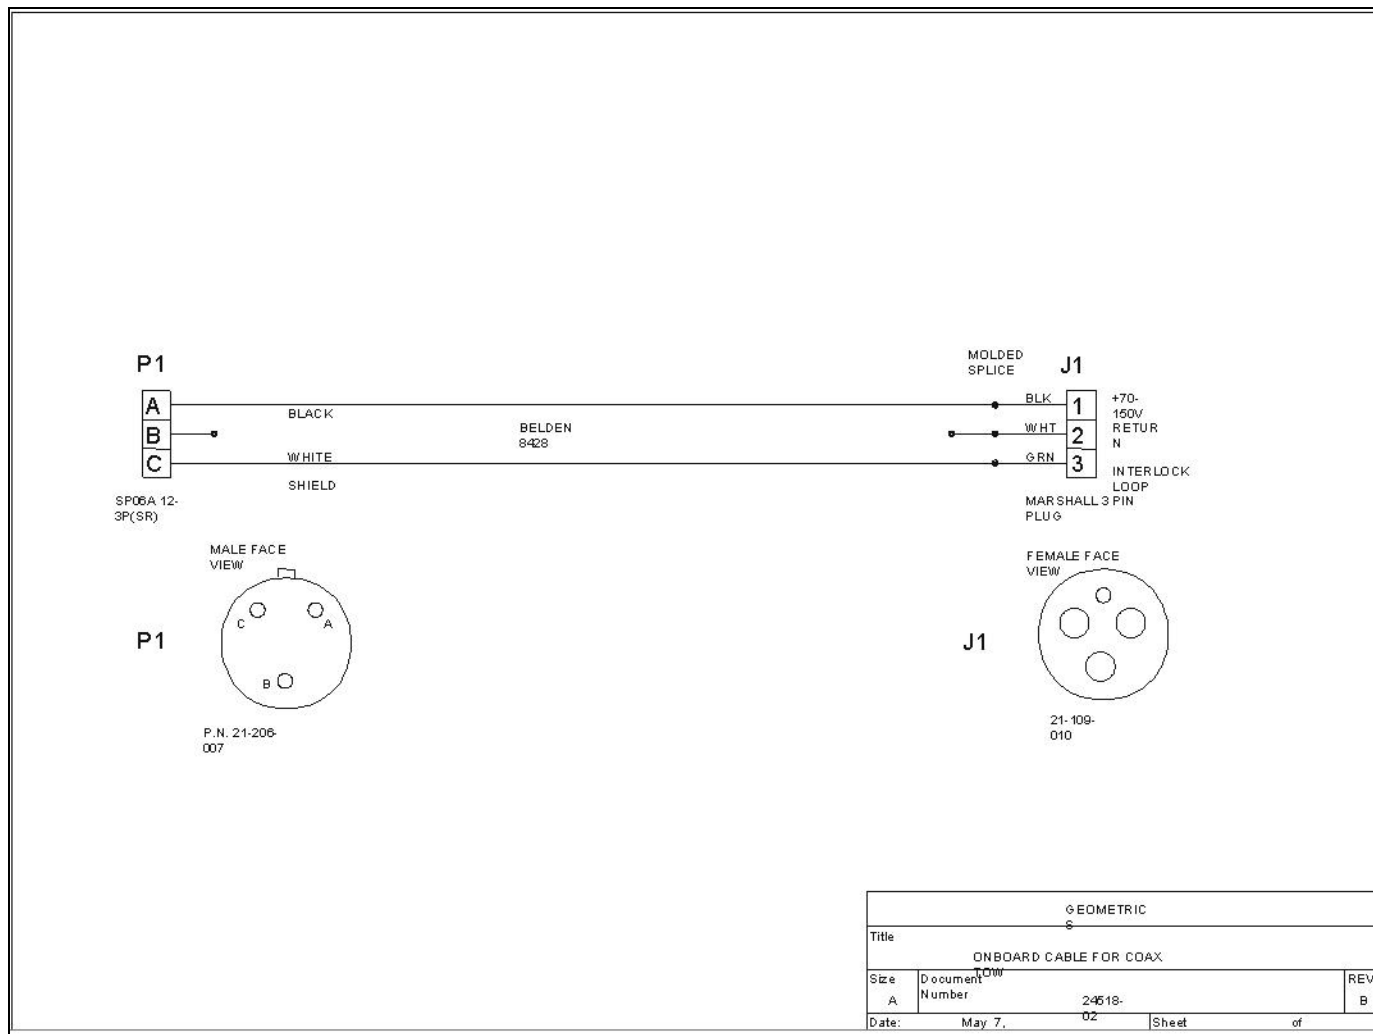 P1
MOLDED
SPLICE
J1
A
BLACK
BLK
1
+70-
150V
B
BELDEN
8428
WHT
2
RETUR
N
C
WHITE
GRN
3
INTERLOCK
LOOP
SHIELD
SP06A 12-
3P(SR)
MARSHALL 3 PIN
PLUG
MALE FACE
VIEW
FEMALE FACE
VIEW
C
A
P1
J1
B
P.N. 21-206-
007
21-109-
010
GEOMETRIC
S
Title
ONBOARD CABLE FOR COAX
TOW
Size
A
Document
Number
24518-
02
REV
B
Date:
May 7,
Sheet
of